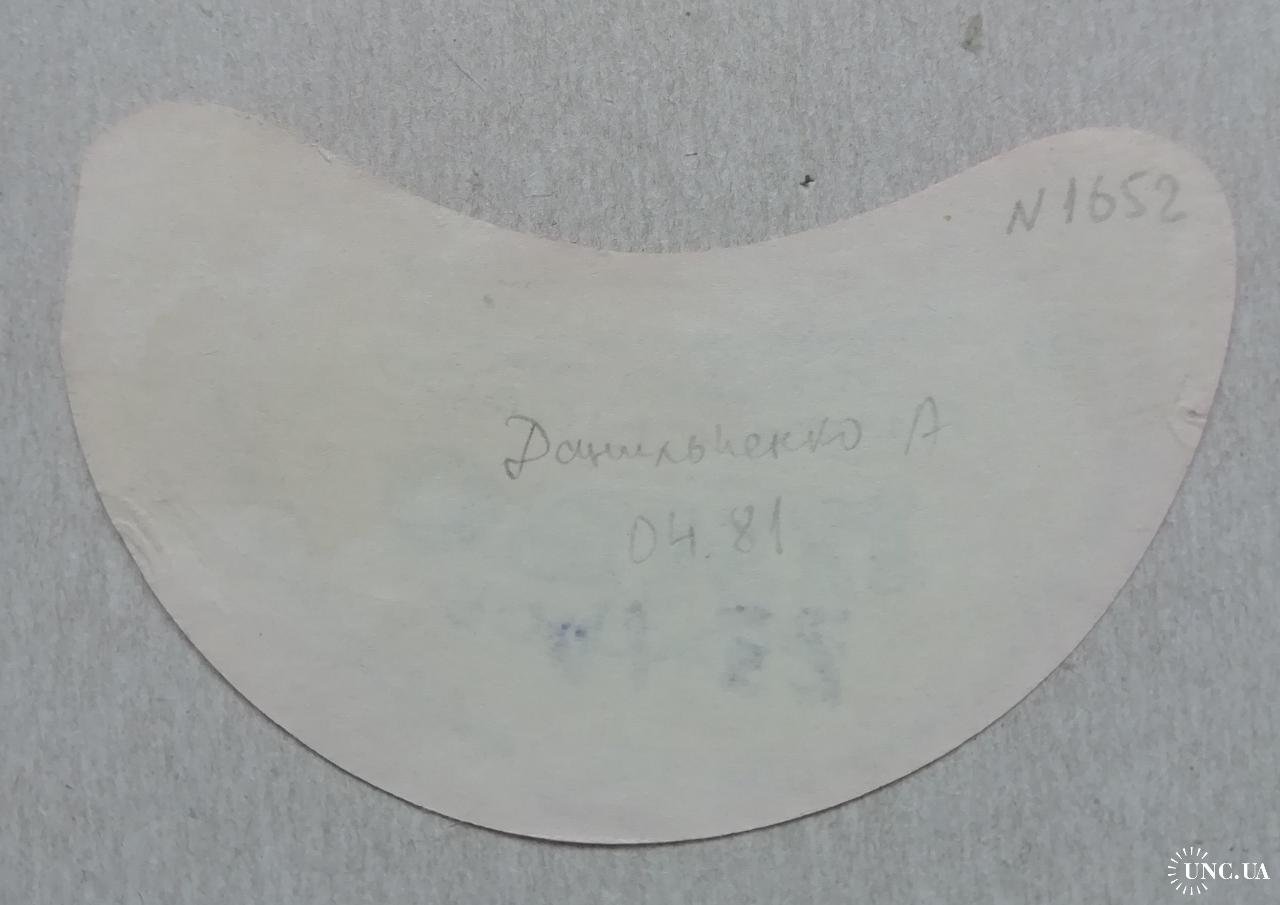 N1652
Данильченко А
04.81
UNC.UA